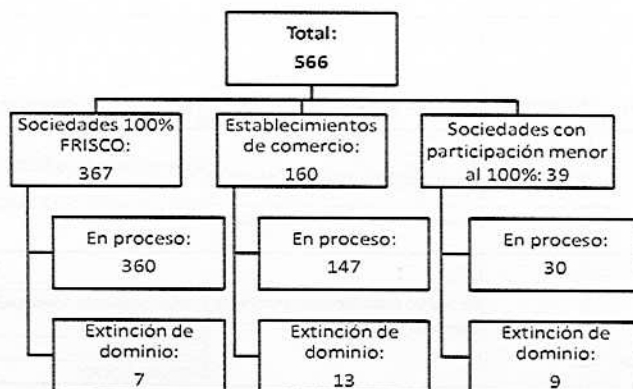 Total:
566
Sociedades 100%
FRISCO:
367
Establecimientos
de comercio:
160
Sociedades con
participación menor
al 100%: 39
En proceso:
360
En proceso:
147
En proceso:
30
Extinción de
dominio:
7
Extinción de
dominio:
13
Extinción de
dominio:
9